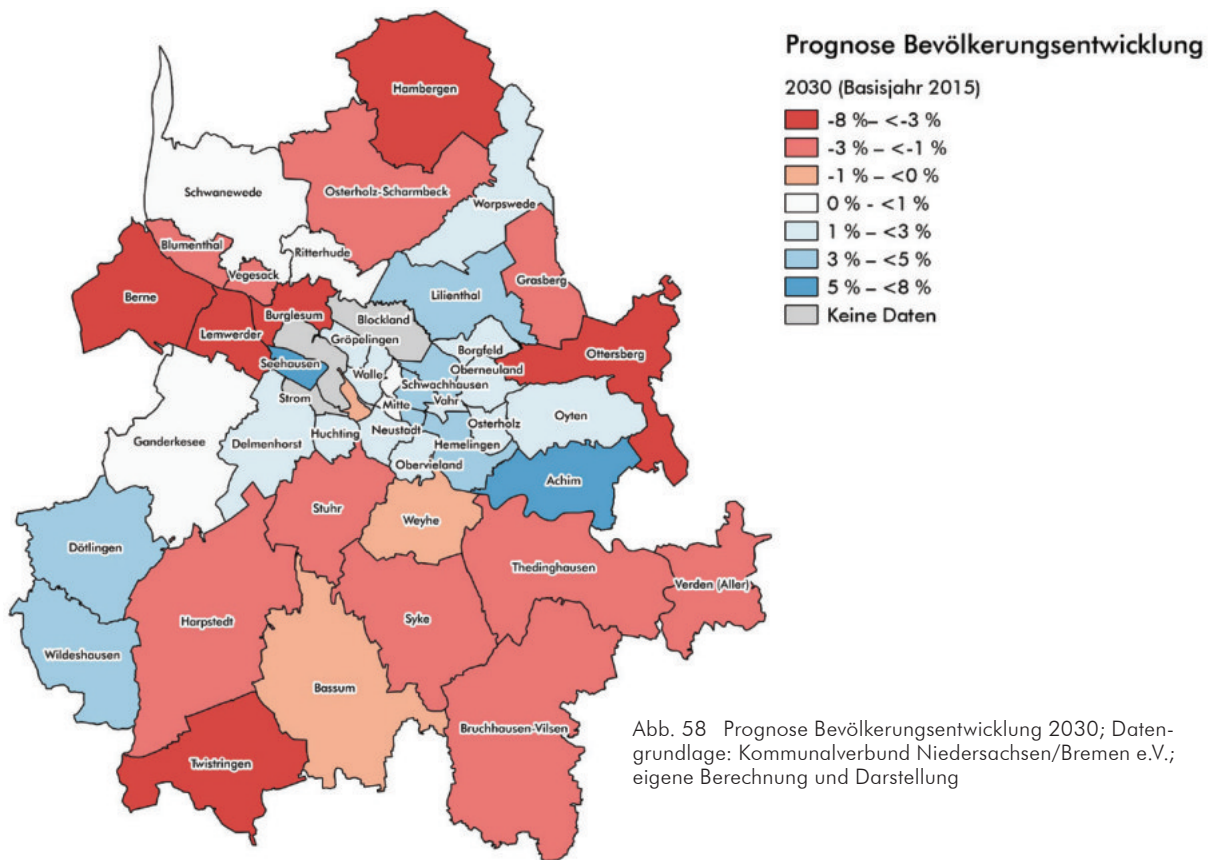 Prognose Bevölkerungsentwicklung
2030 (Basisjahr 2015)
-8 %– <-3 %
-3 % – <-1 %
-1 % – <0 %
0 % - <1 %
1 % – <3 %
3 % – <5 %
5 % – <8 %
Keine Daten
Hambergen
Schwanewede
Osterholz-Scharmbeck
Worpswede
Blumenthal
Ritterhude
Vegesack
Grasberg
Berne
Lilienthal
Burglesum
Blockland
Lemwerder
Gröpelingen
Borgfeld
Ottersberg
Seehausen
Oberneuland
Walle
Schwachhausen
Strom
Mitte
Vahr
Oyten
Ganderkesee
Delmenhorst
Huchting
Neustadt
Osterholz
Hemelingen
Obervieland
Achim
Stuhr
Weyhe
Dötlingen
Thedinghausen
Verden (Aller)
Harpstedt
Syke
Wildeshausen
Bassum
Bruchhausen-Vilsen
Twistringen
Abb. 58 Prognose Bevölkerungsentwicklung 2030; Daten-
grundlage: Kommunalverbund Niedersachsen/Bremen e.V.;
eigene Berechnung und Darstellung